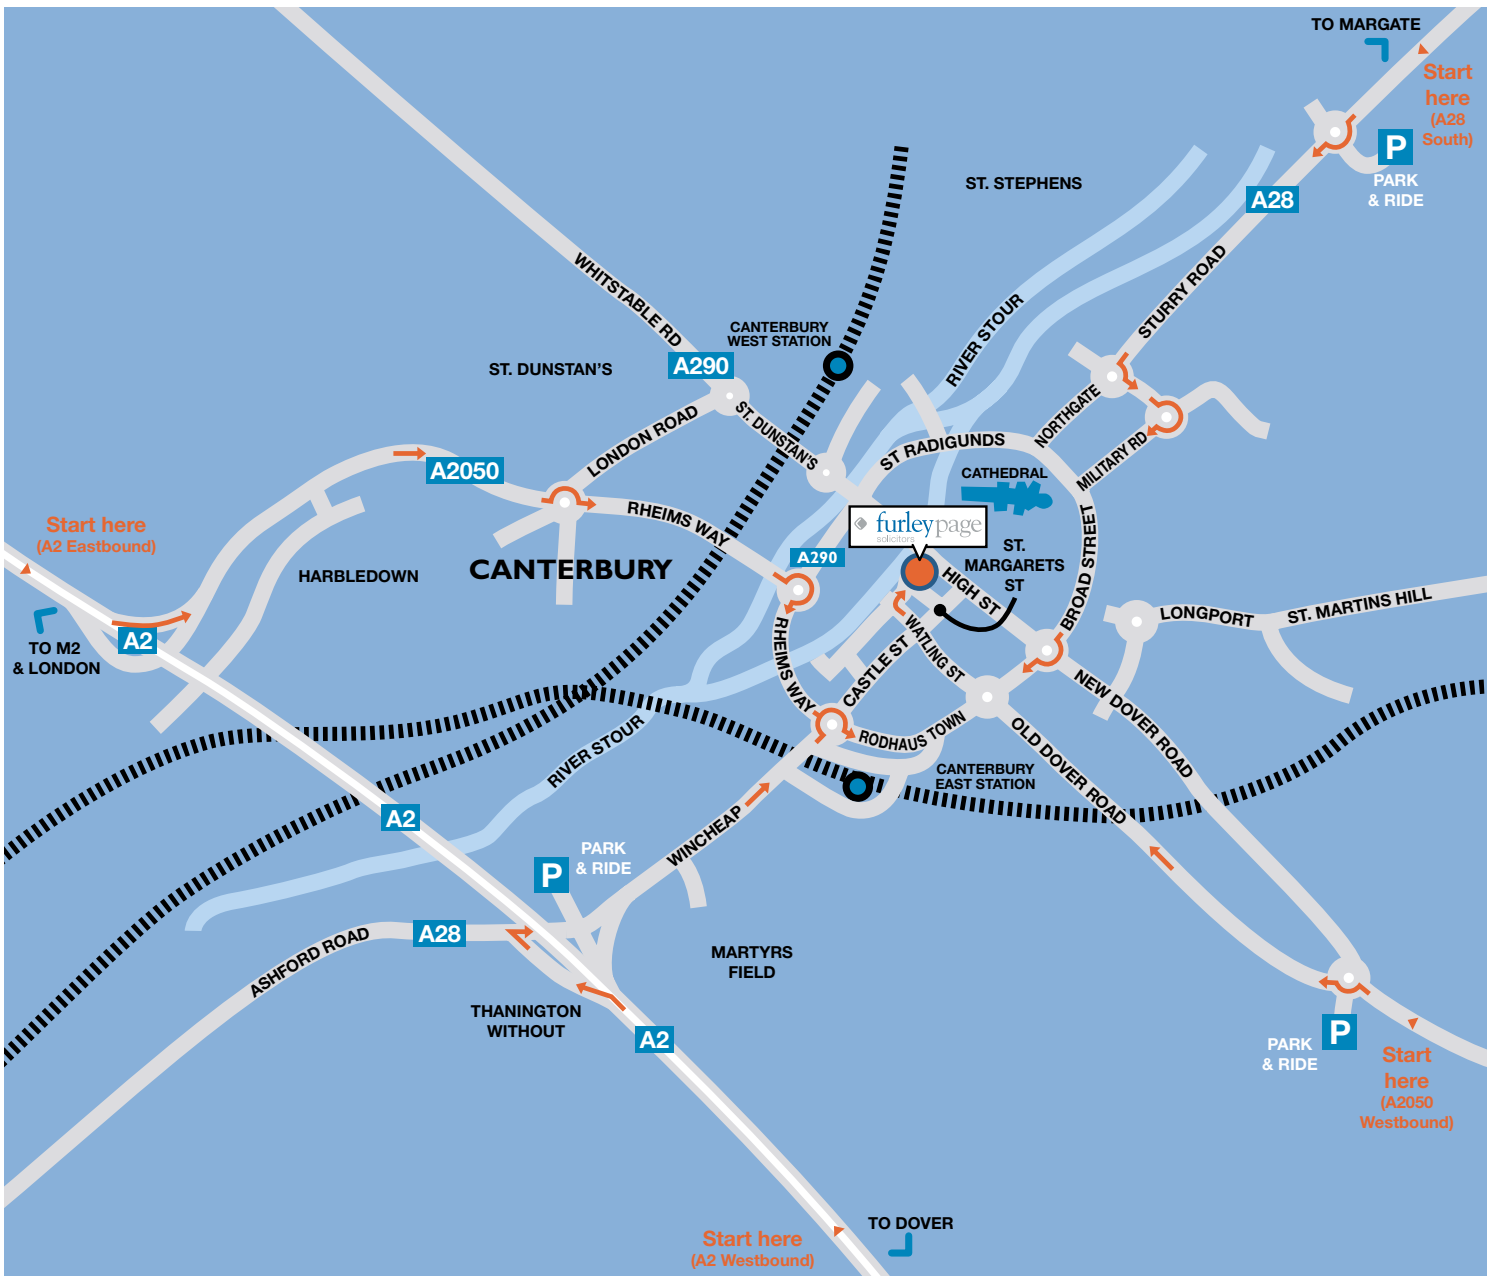 TO MARGATE
Start
here
(A28
South)
P
PARK
& RIDE
A28
ST. STEPHENS
STURRY ROAD
WHITSTABLE RD
CANTERBURY
WEST STATION
RIVER STOUR
A290
ST. DUNSTAN'S
ST. DUNSTAN'S
LONDON ROAD
NORTHGATE
MILITARY RD
ST RADIGUNDS
CATHEDRAL
A2050
RHEIMS WAY
furleypage
solicitors
BROAD STREET
ST.
MARGARETS
ST
A290
Start here
(A2 Eastbound)
HARBLEDOWN
CANTERBURY
HIGH ST
LONGPORT
ST. MARTINS HILL
WATLING ST
CASTLE ST
RHEIMS WAY
A2
TO M2
& LONDON
NEW DOVER ROAD
OLD DOVER ROAD
RODHAUS TOWN
RIVER STOUR
CANTERBURY
EAST STATION
A2
WINCHEAP
PARK
& RIDE
P
A28
ASHFORD ROAD
MARTYRS
FIELD
THANINGTON
WITHOUT
A2
P
PARK
& RIDE
Start
here
(A2050
Westbound)
TO DOVER
Start here
(A2 Westbound)